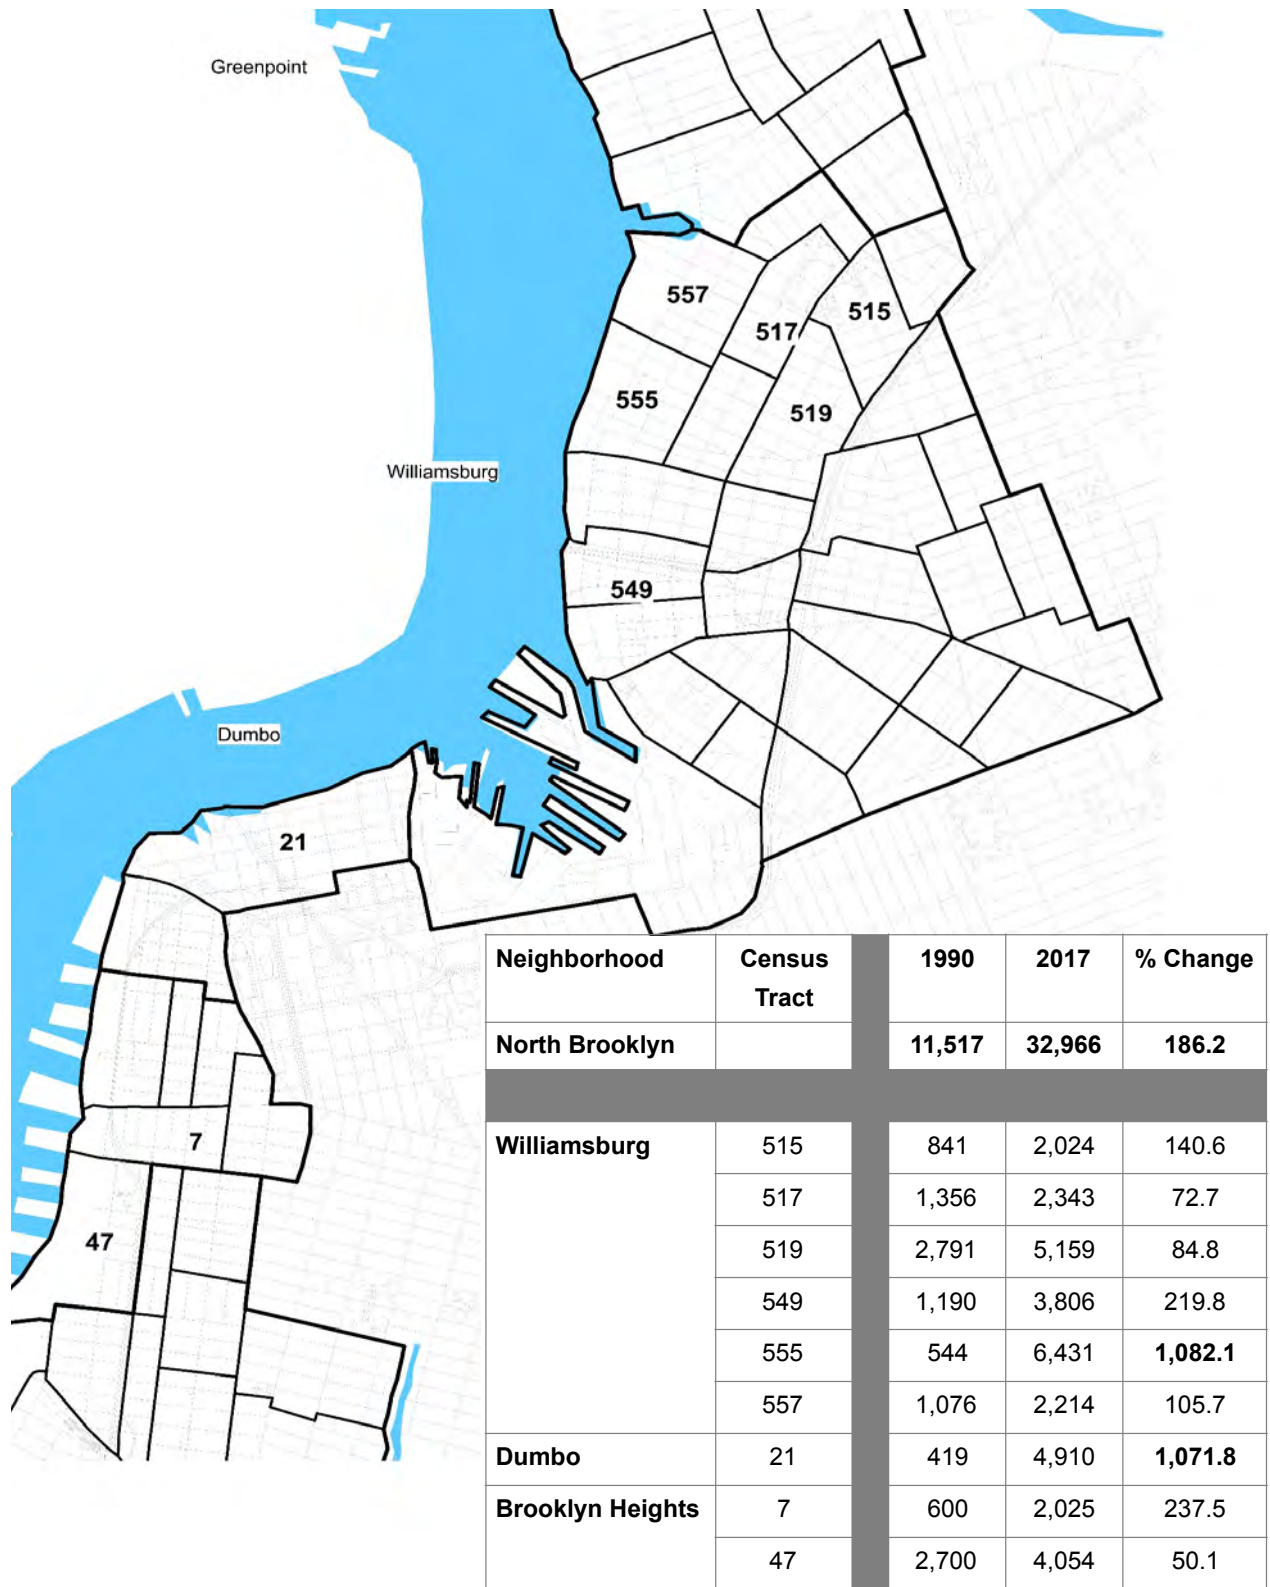 Greenpoint
557
517
515
555
519
Williamsburg
549
Dumbo
21
7
47
Neighborhood Census Tract 1990 2017 % Change
North Brooklyn 11,517 32,966 186.2
Williamsburg 515 841 2,024 140.6
517 1,356 2,343 72.7
519 2,791 5,159 84.8
549 1,190 3,806 219.8
555 544 6,431 1,082.1
557 1,076 2,214 105.7
Dumbo 21 419 4,910 1,071.8
Brooklyn Heights 7 600 2,025 237.5
47 2,700 4,054 50.1